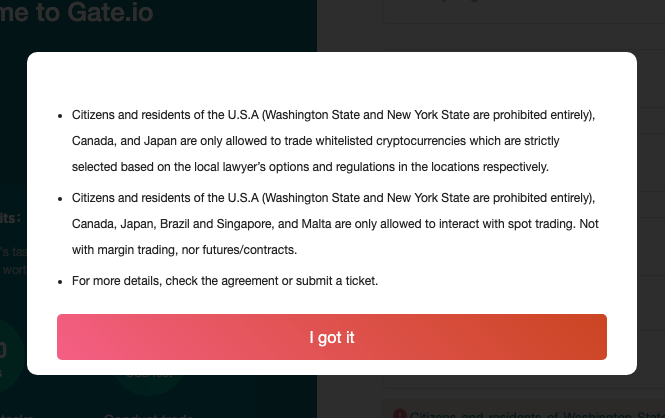 me to Gate.io
Citizens and residents of the U.S.A (Washington State and New York State are prohibited entirely),
Canada, and Japan are only allowed to trade whitelisted cryptocurrencies which are strictly
selected based on the local lawyer's options and regulations in the locations respectively.
Citizens and residents of the U.S.A (Washington State and New York State are prohibited entirely),
Canada, Japan, Brazil and Singapore, and Malta are only allowed to interact with spot trading. Not
with margin trading, nor futures/contracts.
For more details, check the agreement or submit a ticket.
I got it
its:
's tas
wort
Citizens and residents of Washington State